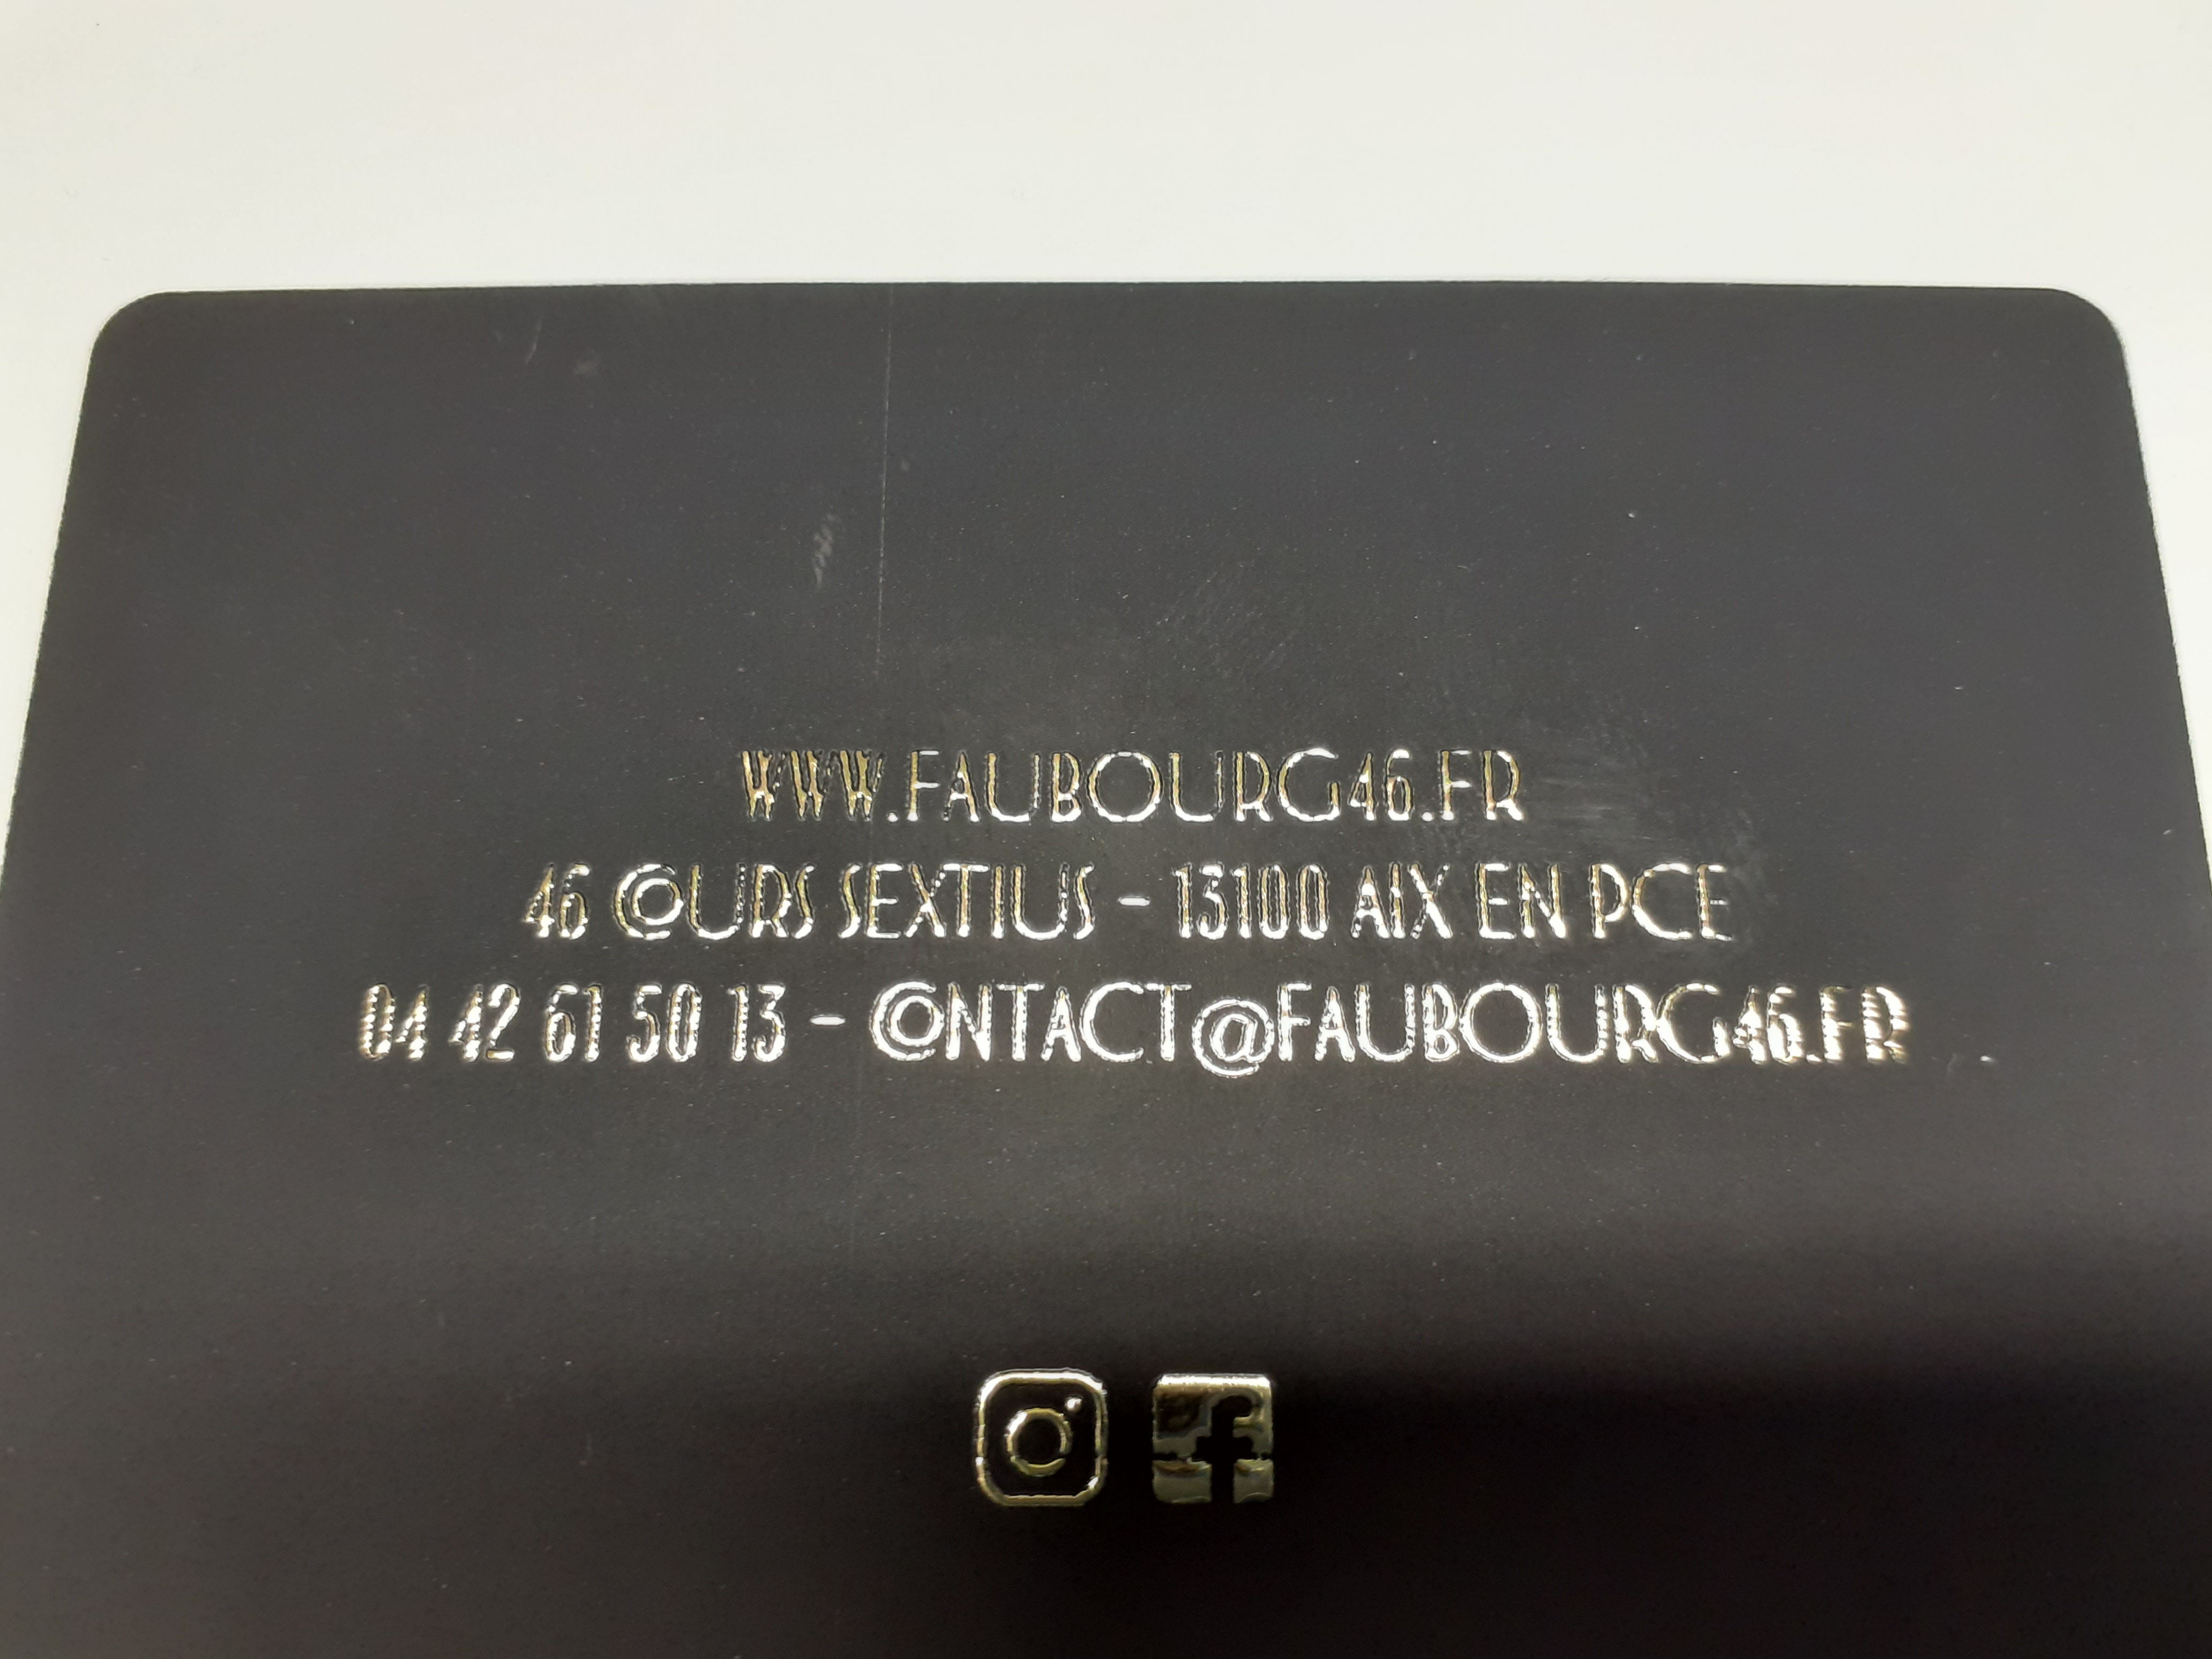 WWW.FAUBOURG46.FR
46 COURS SEXTIUS - 13100 AIX EN PCE
04 42 61 50 13 - CONTACT@FAUBOURG46.FR